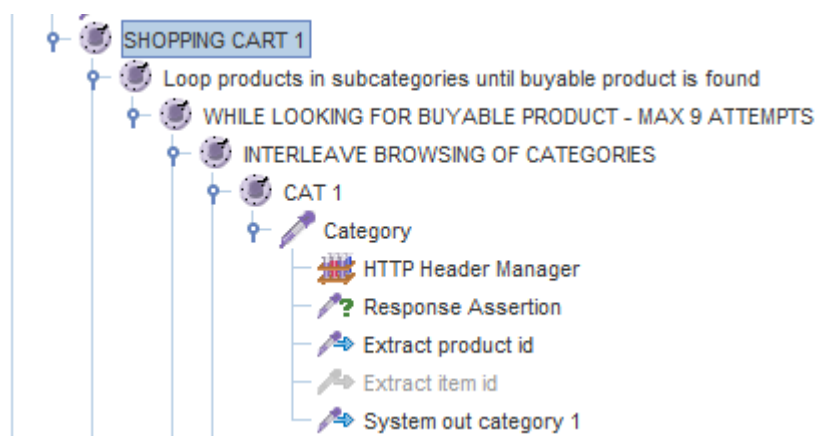 SHOPPING CART 1
Loop products in subcategories until buyable product is found
WHILE LOOKING FOR BUYABLE PRODUCT - MAX 9 ATTEMPTS
INTERLEAVE BROWSING OF CATEGORIES
CAT 1
Category
HTTP Header Manager
Response Assertion
Extract product id
Extract item id
System out category 1